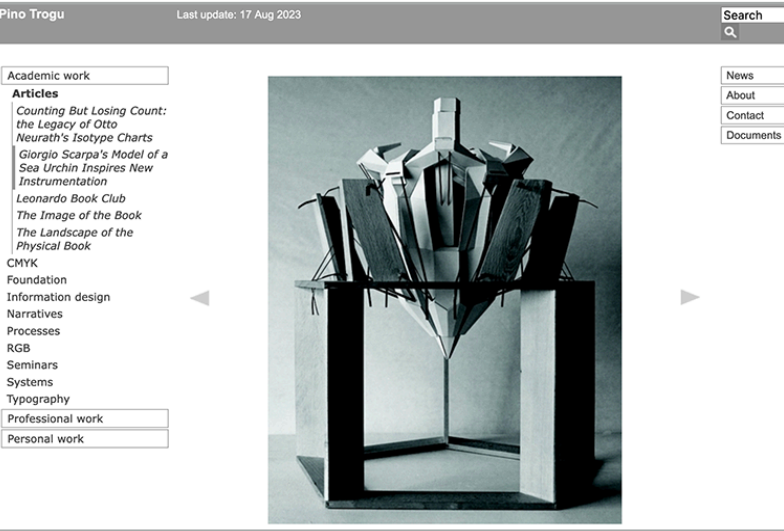 Pino Trogu
Last update: 17 Aug 2023
Search
Academic work
Articles
Counting But Losing Count:
the Legacy of Otto
Neurath's Isotype Charts
Giorgio Scarpa's Model of a
Sea Urchin Inspires New
Instrumentation
Leonardo Book Club
The Image of the Book
The Landscape of the
Physical Book
CMYK
Foundation
Information design
Narratives
Processes
RGB
Seminars
Systems
Typography
Professional work
Personal work
News
About
Contact
Documents